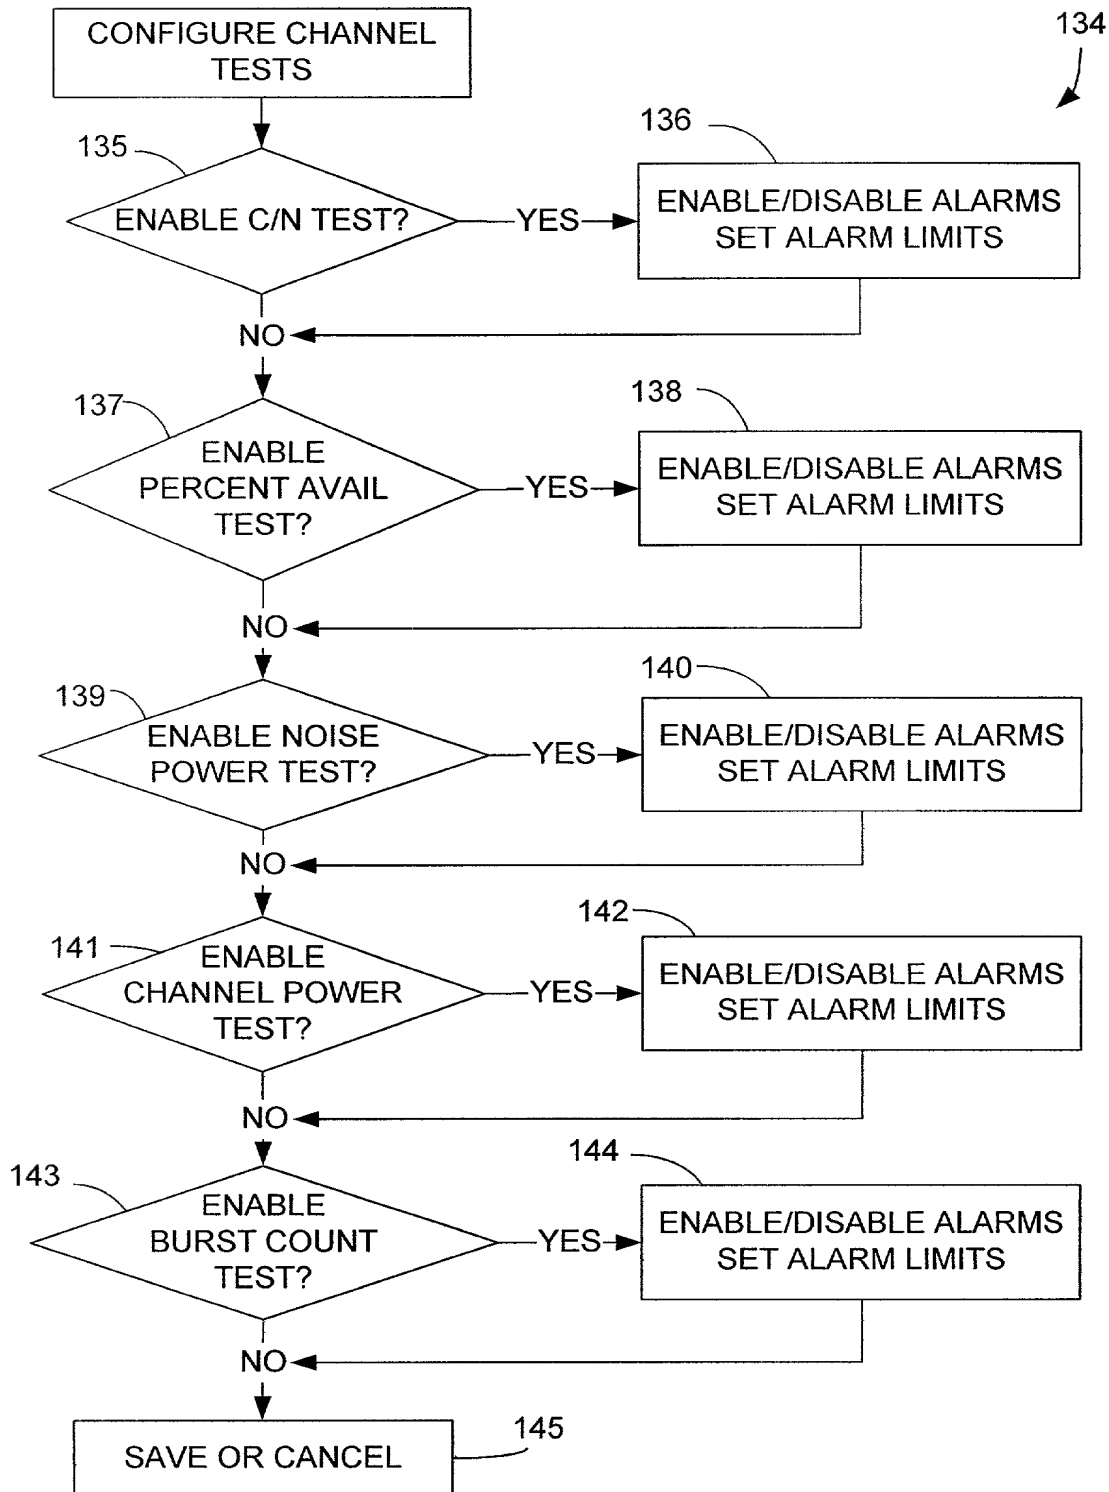 CONFIGURE CHANNEL
TESTS
134
135
ENABLE C/N TEST?
YES
136
ENABLE/DISABLE ALARMS
SET ALARM LIMITS
NO
137
ENABLE
PERCENT AVAIL
TEST?
YES
138
ENABLE/DISABLE ALARMS
SET ALARM LIMITS
NO
139
ENABLE NOISE
POWER TEST?
YES
140
ENABLE/DISABLE ALARMS
SET ALARM LIMITS
NO
141
ENABLE
CHANNEL POWER
TEST?
YES
142
ENABLE/DISABLE ALARMS
SET ALARM LIMITS
NO
143
ENABLE
BURST COUNT
TEST?
YES
144
ENABLE/DISABLE ALARMS
SET ALARM LIMITS
NO
SAVE OR CANCEL
145